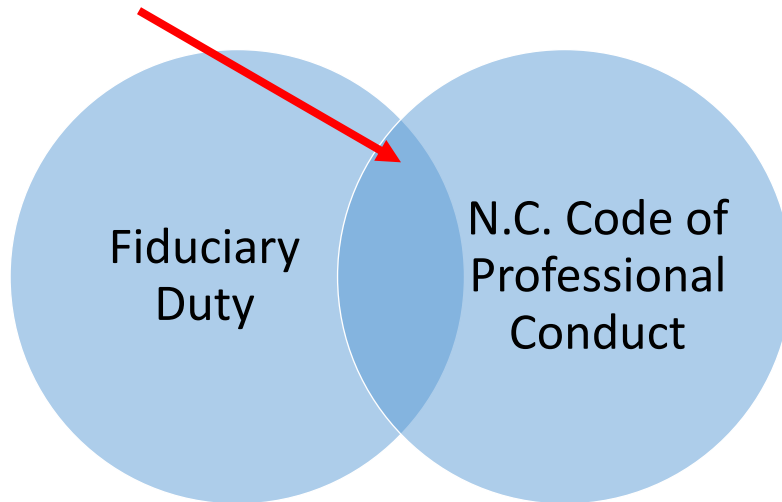 Fiduciary
Duty
N.C. Code of
Professional
Conduct